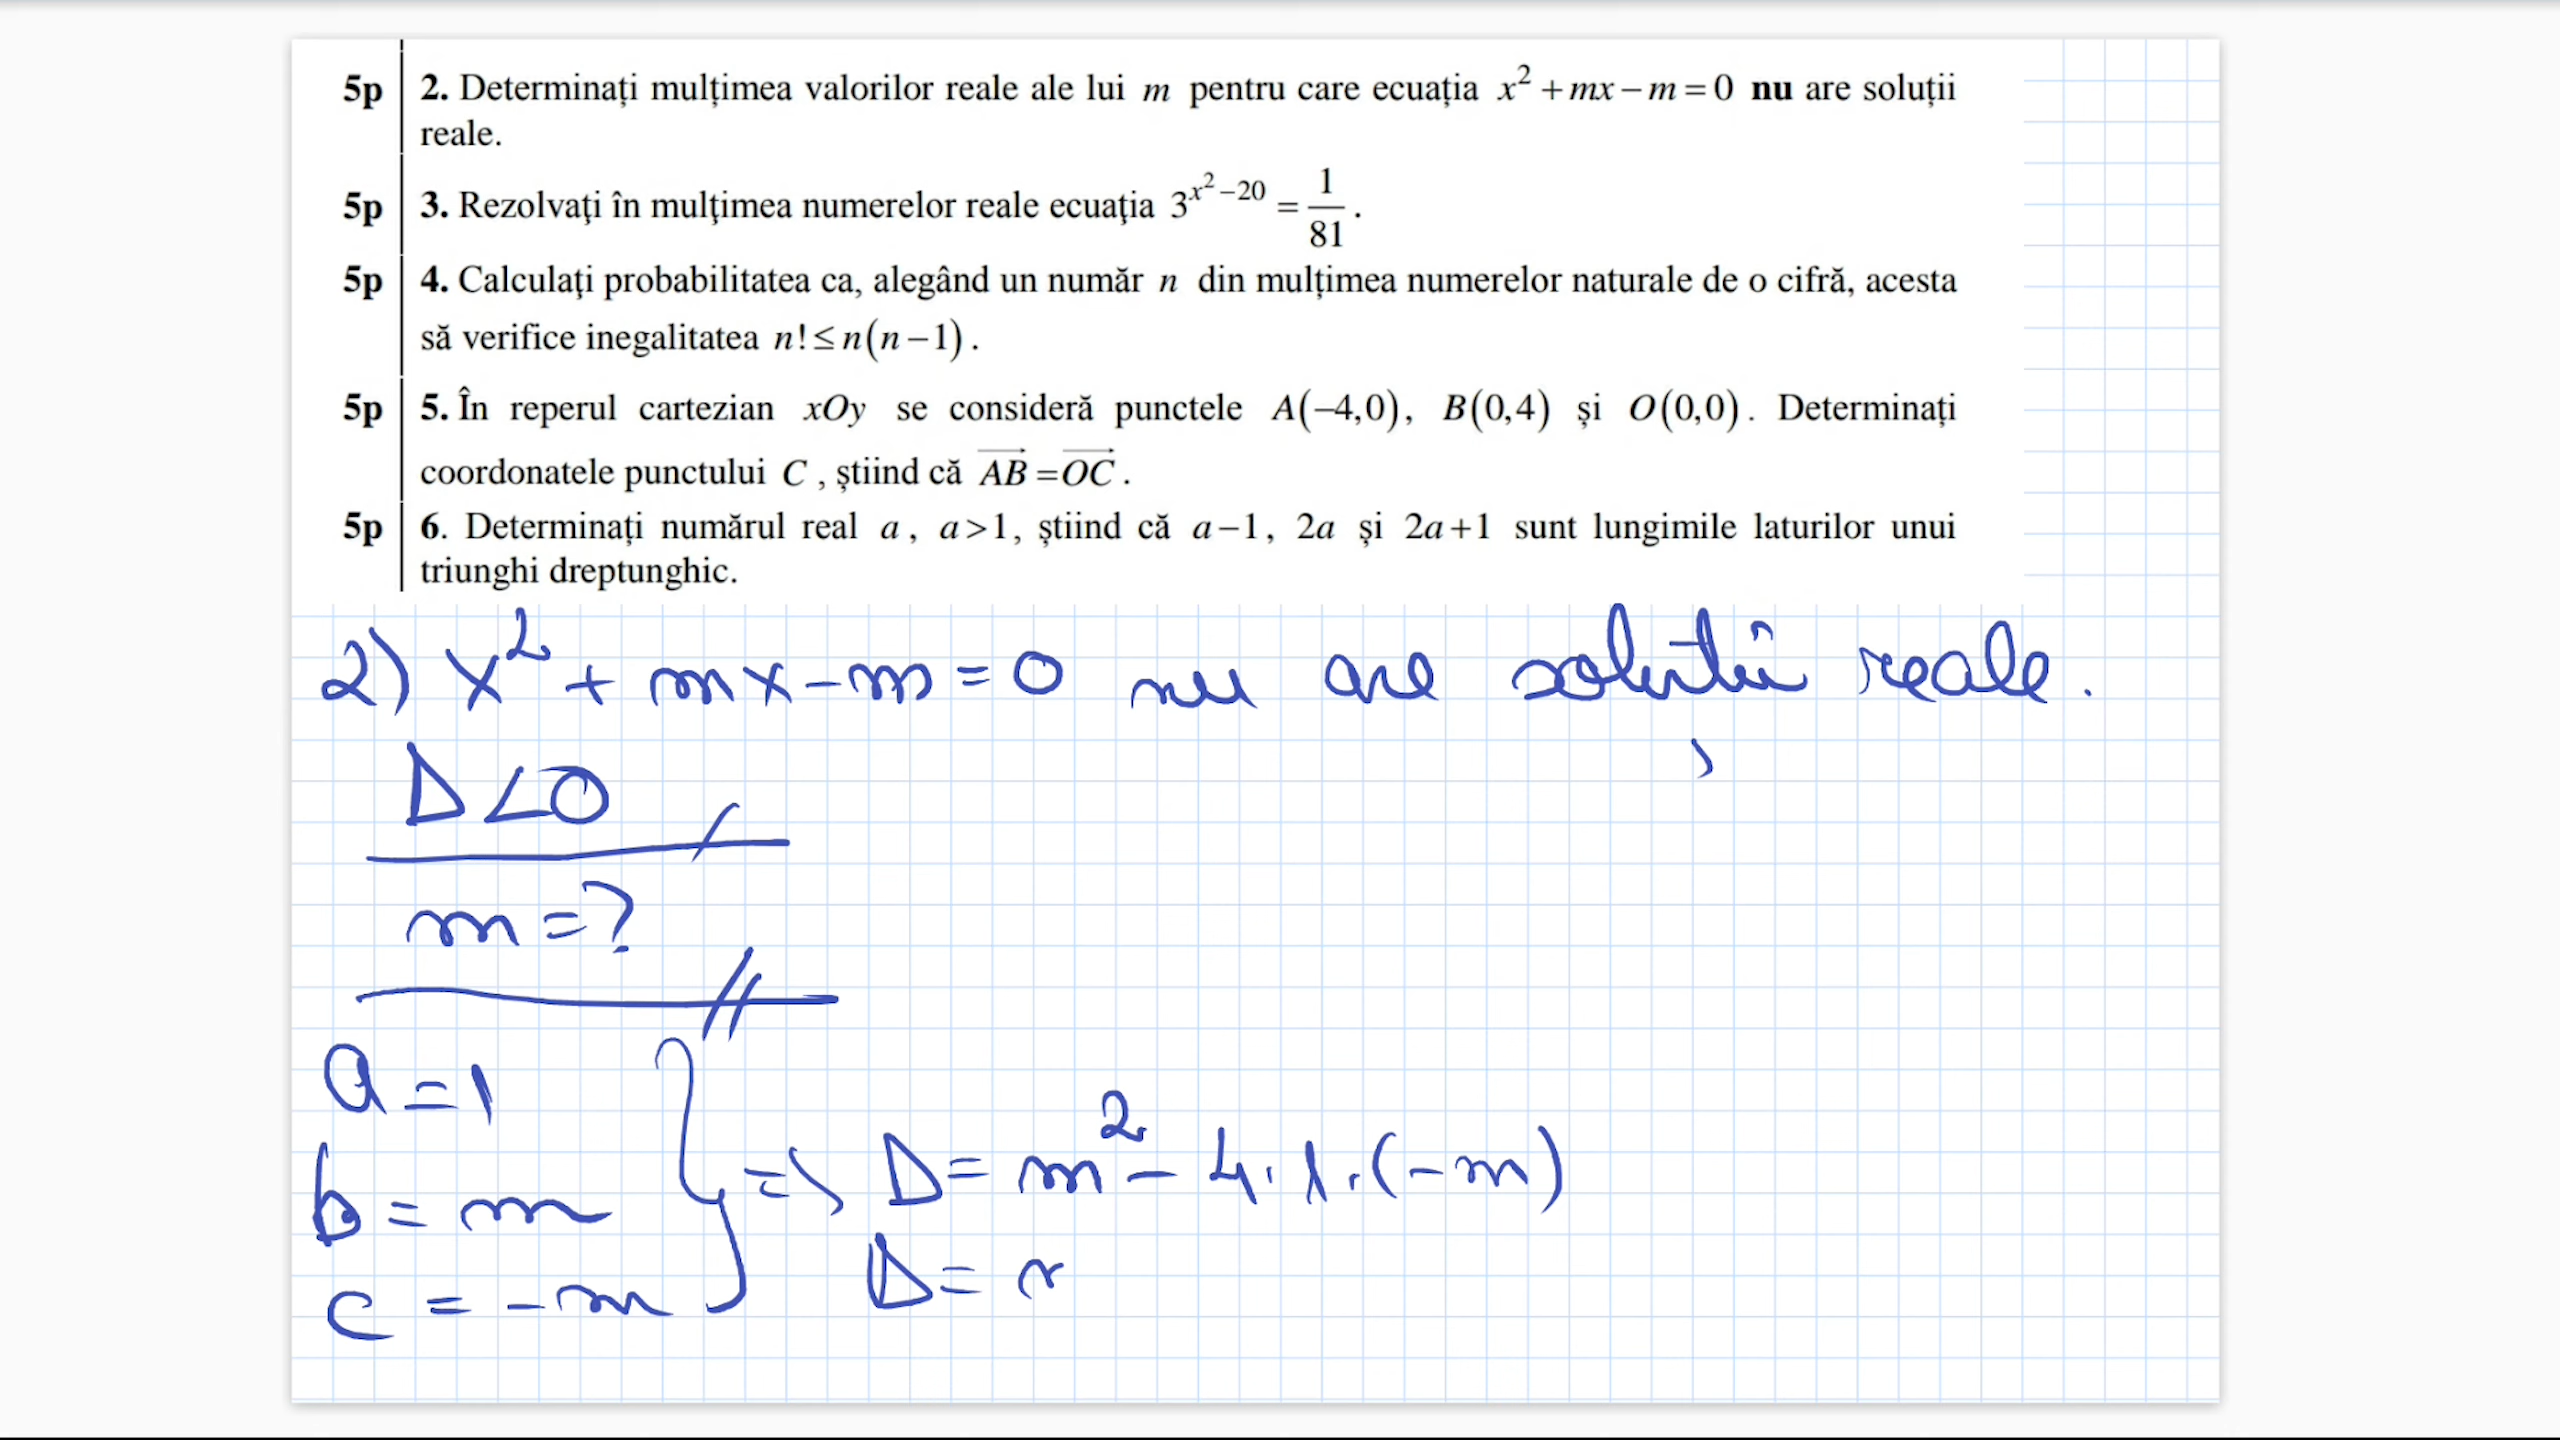 5p 2. Determinați mulțimea valorilor reale ale lui m pentru care ecuația x² + mx − m = 0 nu are soluții
reale.
5p 3. Rezolvaţi în mulţimea numerelor reale ecuaţia 3^(x²−20) = 1/81.
5p 4. Calculați probabilitatea ca, alegând un număr n din mulțimea numerelor naturale de o cifră, acesta
să verifice inegalitatea n! ≤ n(n−1).
5p 5. În reperul cartezian xOy se consideră punctele A(−4,0), B(0,4) și O(0,0). Determinați
coordonatele punctului C, știind că \overrightarrow{AB} = \overrightarrow{OC}.
5p 6. Determinați numărul real a, a>1, știind că a−1, 2a și 2a+1 sunt lungimile laturilor unui
triunghi dreptunghic.
2) x² + mx − m = 0 nu are soluții reale.
Δ < 0
m = ?
a = 1
b = m
c = −m
=> Δ = m² − 4·1·(−m)
Δ =